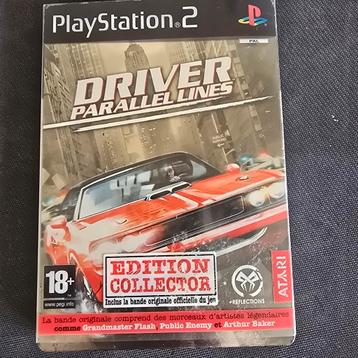 PlayStation 2
PAL
DRIVER
PARALLEL LINES
EDITION
COLLECTOR
Inclus la bande originale officielle du jeu
18+
www.pegi.info
REFLECTIONS
ATARI
La bande originale comprend des morceaux d'artistes légendaires
comme Grandmaster Flash, Public Enemy et Arthur Baker